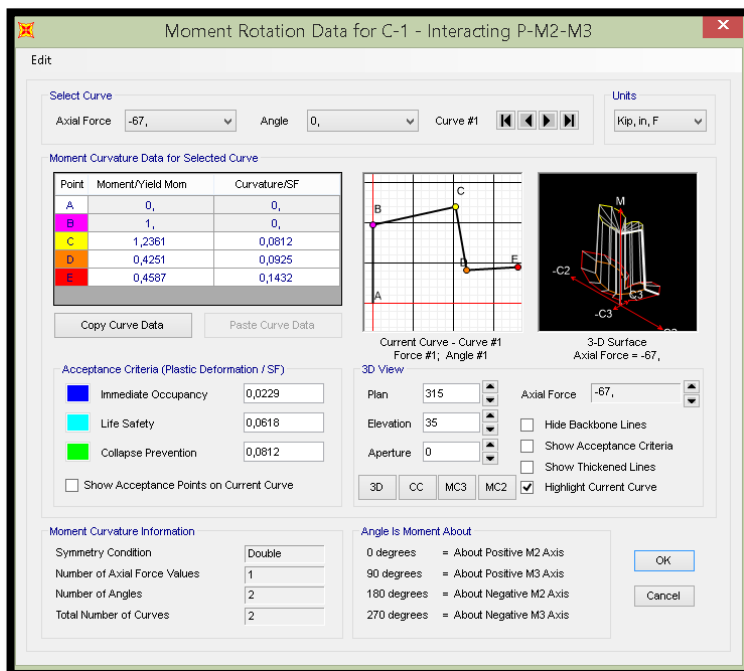 Moment Rotation Data for C-1 - Interacting P-M2-M3
Edit
Select Curve
Axial Force -67, Angle 0, Curve #1
Units
Kip, in, F
Moment Curvature Data for Selected Curve
Point Moment/Yield Mom Curvature/SF
A 0, 0,
B 1, 0,
C 1,2361 0,0812
D 0,4251 0,0925
E 0,4587 0,1432
Copy Curve Data Paste Curve Data
C
B
D
E
A
Current Curve - Curve #1
Force #1; Angle #1
M
-C2
C3
-C3
3-D Surface
Axial Force = -67,
Acceptance Criteria (Plastic Deformation / SF)
Immediate Occupancy 0,0229
Life Safety 0,0618
Collapse Prevention 0,0812
Show Acceptance Points on Current Curve
3D View
Plan 315
Elevation 35
Aperture 0
3D CC MC3 MC2
Axial Force -67,
Hide Backbone Lines
Show Acceptance Criteria
Show Thickened Lines
Highlight Current Curve
Moment Curvature Information
Symmetry Condition Double
Number of Axial Force Values 1
Number of Angles 2
Total Number of Curves 2
Angle Is Moment About
0 degrees = About Positive M2 Axis
90 degrees = About Positive M3 Axis
180 degrees = About Negative M2 Axis
270 degrees = About Negative M3 Axis
OK
Cancel